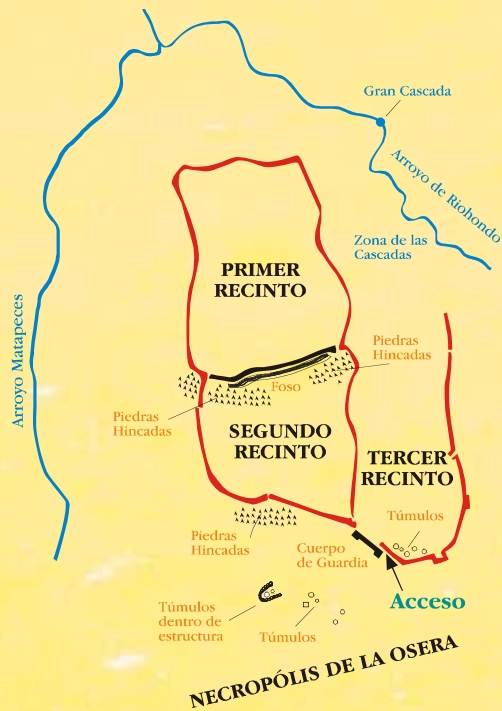 Gran Cascada
Arroyo de Riohondo
Zona de las
Cascadas
Arroyo Matapeces
PRIMER
RECINTO
Piedras
Hincadas
Foso
Piedras
Hincadas
SEGUNDO
RECINTO
TERCER
RECINTO
Túmulos
Piedras
Hincadas
Cuerpo
de Guardia
Acceso
Túmulos
dentro de
estructura
Túmulos
NECROPÓLIS DE LA OSERA